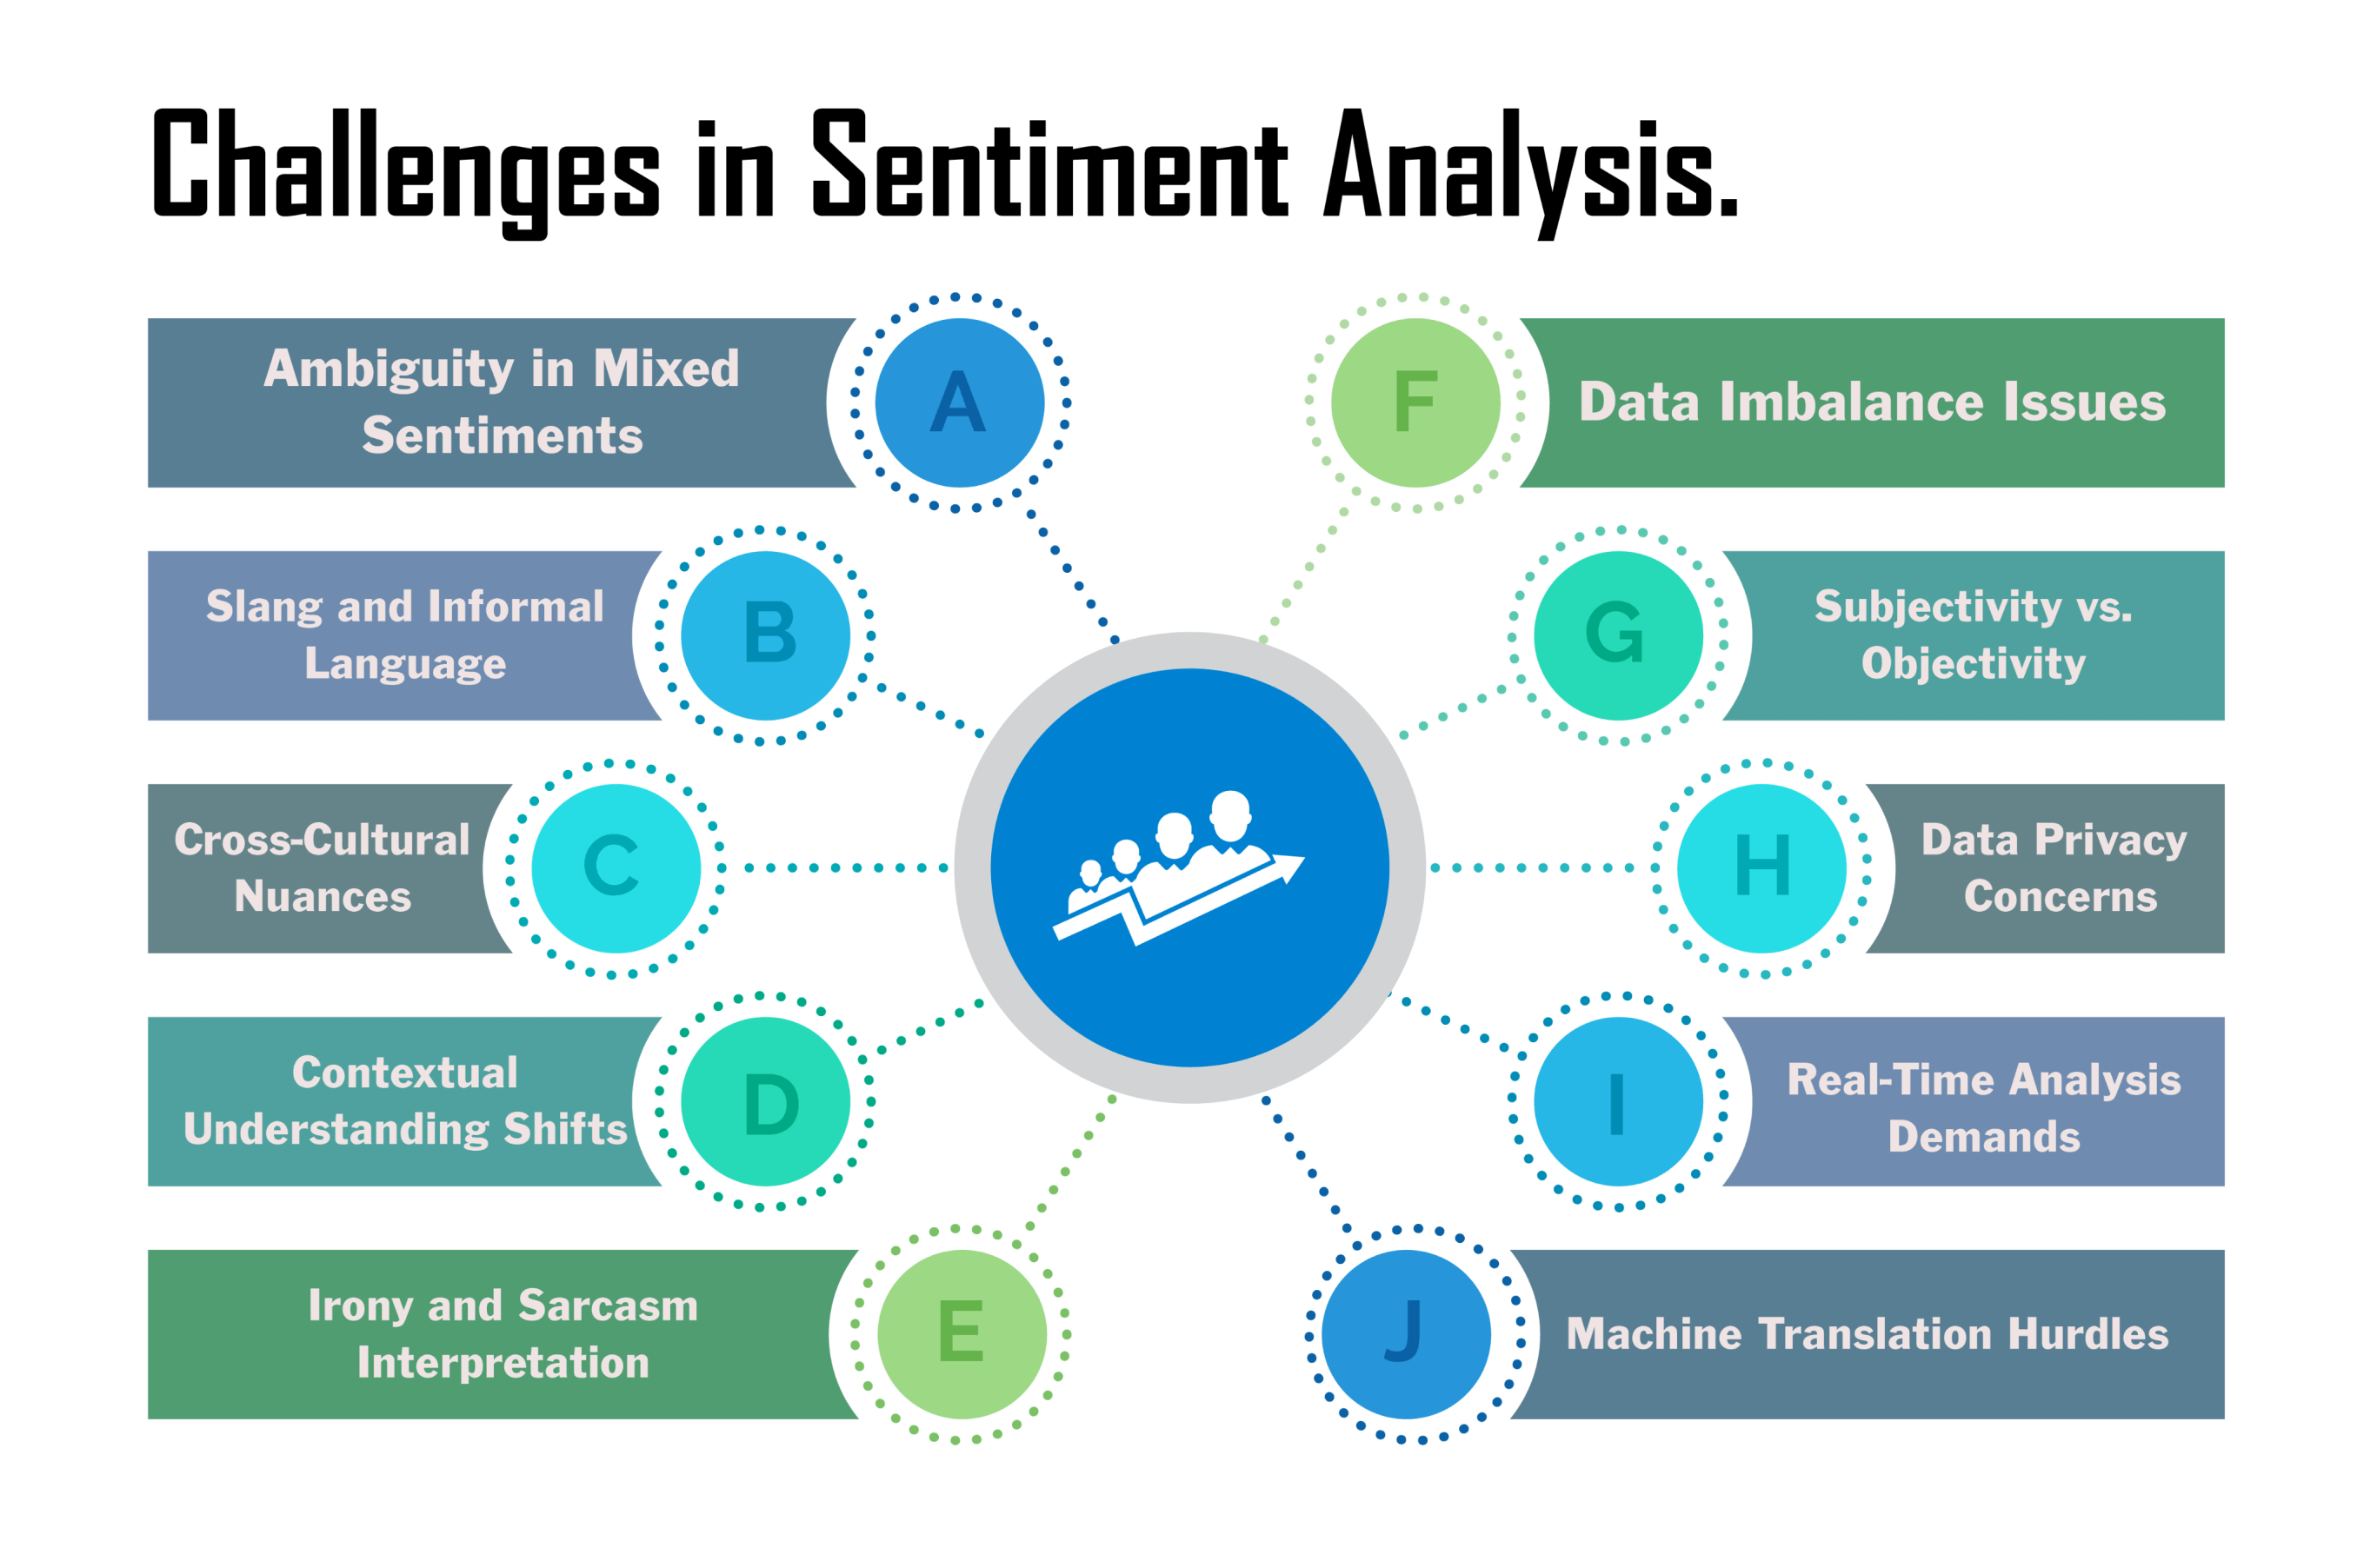 Challenges in Sentiment Analysis.
A
Ambiguity in Mixed
Sentiments
B
Slang and Informal
Language
C
Cross-Cultural
Nuances
D
Contextual
Understanding Shifts
E
Irony and Sarcasm
Interpretation
F
Data Imbalance Issues
G
Subjectivity vs.
Objectivity
H
Data Privacy
Concerns
I
Real-Time Analysis
Demands
J
Machine Translation Hurdles